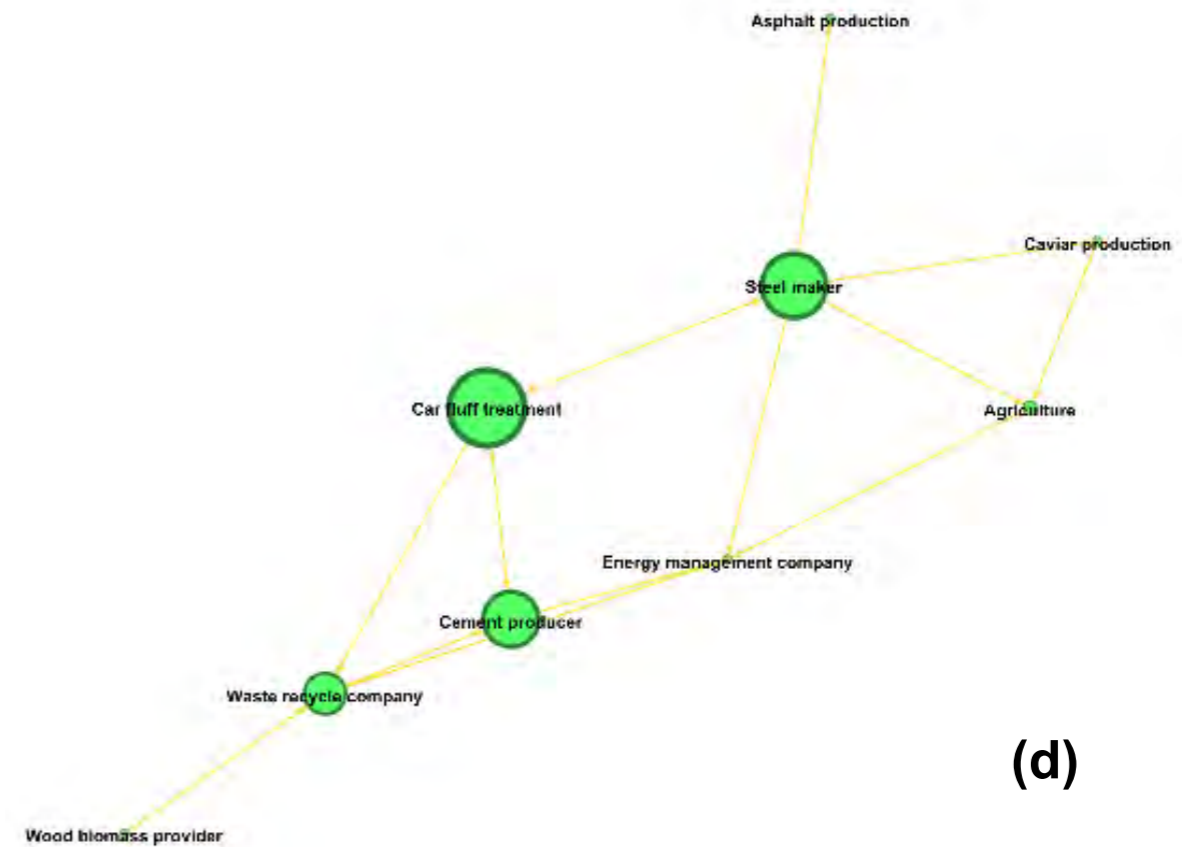 Asphalt production
Caviar production
Steel maker
Car fluff treatment
Agriculture
Energy management company
Cement producer
Waste recycle company
(d)
Wood biomass provider